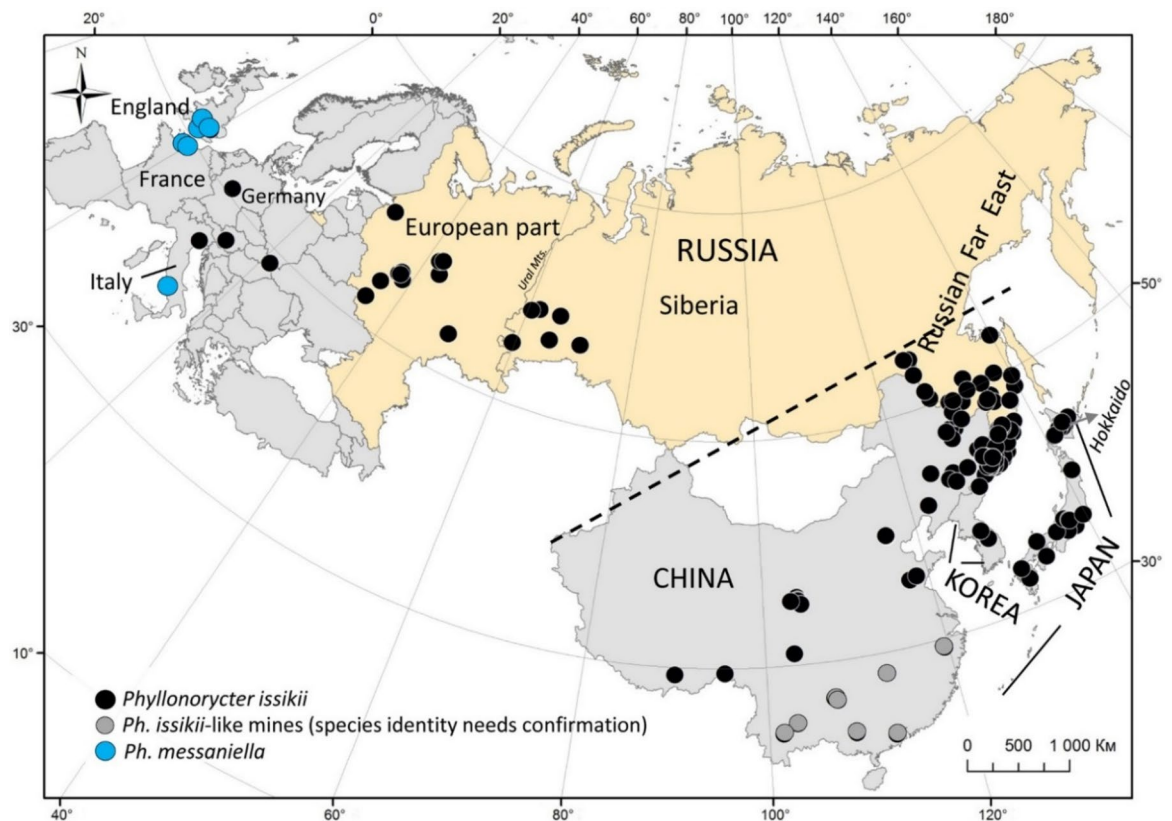 20° 0° 20° 40° 60° 80° 100° 120° 140° 160° 180°
N
England
France
Germany
European part
Italy
Ural Mts.
RUSSIA
Siberia
Russian Far East
50°
30°
Hokkaido
CHINA
KOREA
JAPAN
30°
10°
Phyllonorycter issikii
Ph. issikii-like mines (species identity needs confirmation)
Ph. messaniella
0 500 1 000 Км
40° 60° 80° 100° 120°